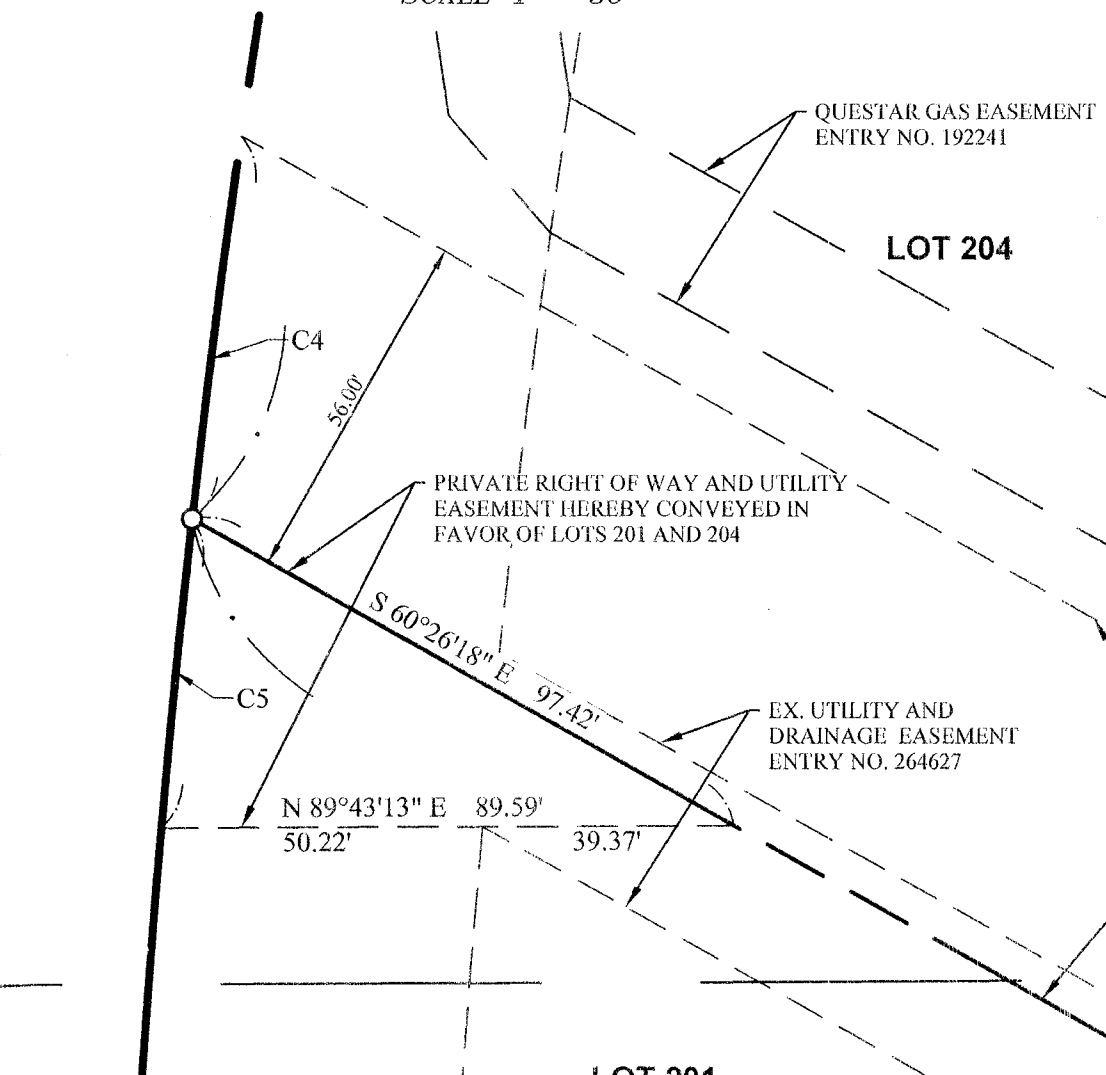 QUESTAR GAS EASEMENT
ENTRY NO. 192241
LOT 204
C4
56.00'
PRIVATE RIGHT OF WAY AND UTILITY
EASEMENT HEREBY CONVEYED IN
FAVOR OF LOTS 201 AND 204
S 60°26'18" E 97.42'
C5
EX. UTILITY AND
DRAINAGE EASEMENT
ENTRY NO. 264627
N 89°43'13" E 89.59'
50.22'
39.37'
LOT 201